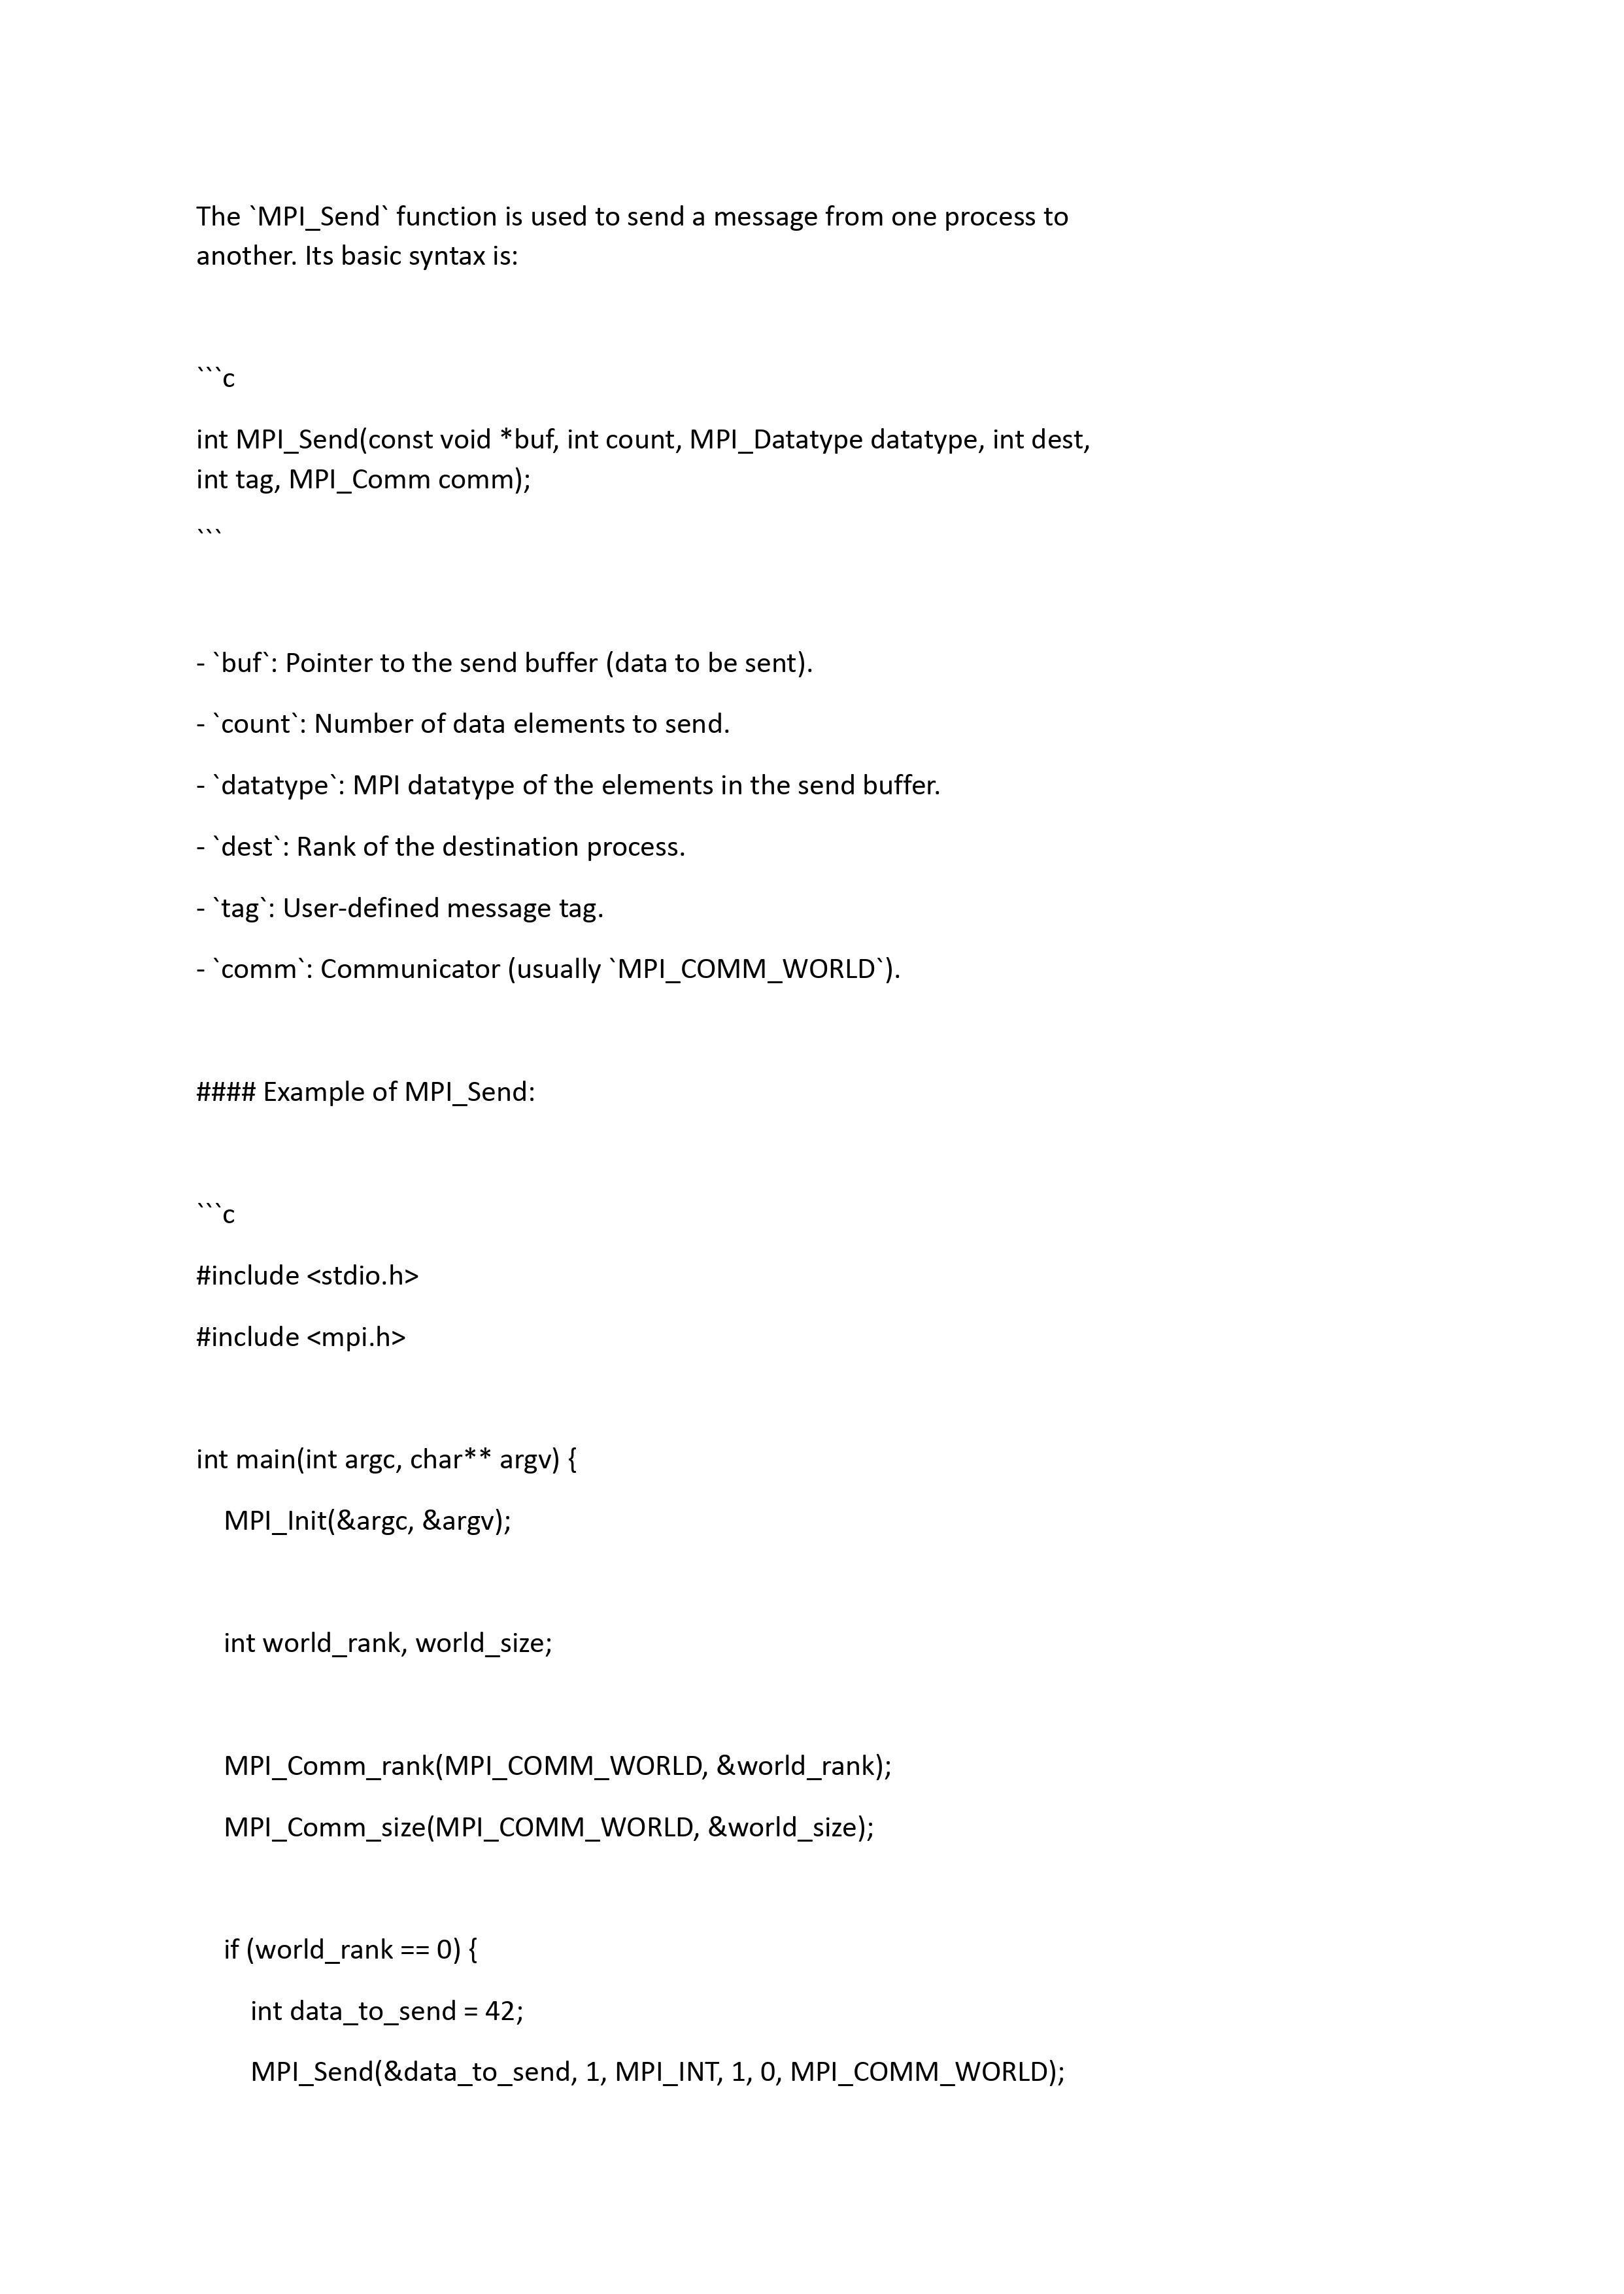 The `MPI_Send` function is used to send a message from one process to
another. Its basic syntax is:
```c
int MPI_Send(const void *buf, int count, MPI_Datatype datatype, int dest,
int tag, MPI_Comm comm);
```
- `buf`: Pointer to the send buffer (data to be sent).
- `count`: Number of data elements to send.
- `datatype`: MPI datatype of the elements in the send buffer.
- `dest`: Rank of the destination process.
- `tag`: User-defined message tag.
- `comm`: Communicator (usually `MPI_COMM_WORLD`).
#### Example of MPI_Send:
```c
#include <stdio.h>
#include <mpi.h>
int main(int argc, char** argv) {
    MPI_Init(&argc, &argv);
    int world_rank, world_size;
    MPI_Comm_rank(MPI_COMM_WORLD, &world_rank);
    MPI_Comm_size(MPI_COMM_WORLD, &world_size);
    if (world_rank == 0) {
        int data_to_send = 42;
        MPI_Send(&data_to_send, 1, MPI_INT, 1, 0, MPI_COMM_WORLD);